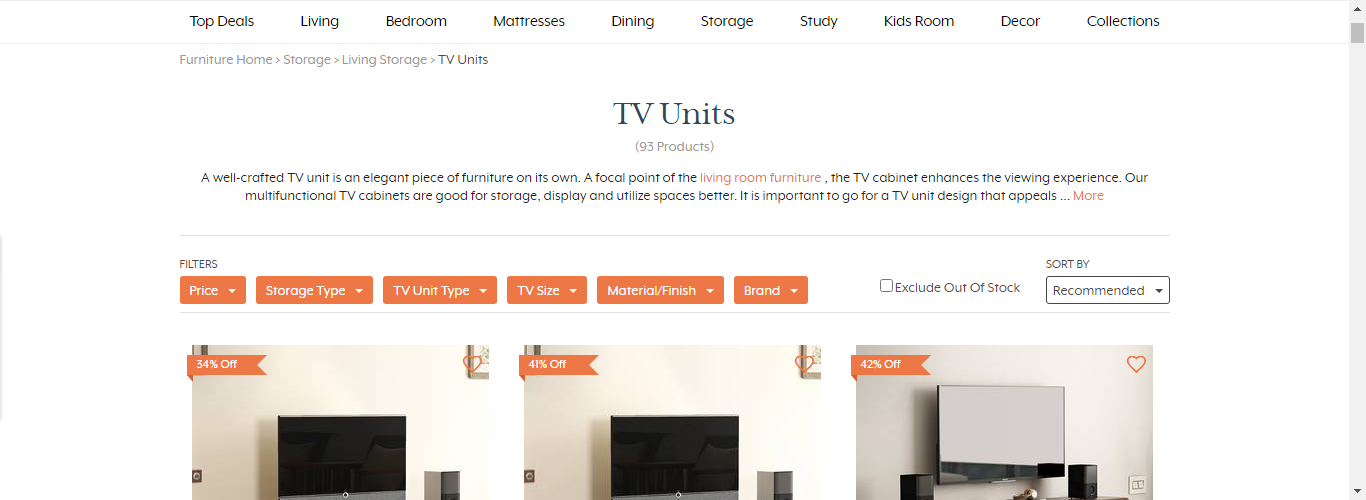 Top Deals Living Bedroom Mattresses Dining Storage Study Kids Room Decor Collections
Furniture Home > Storage > Living Storage > TV Units
TV Units
(93 Products)
A well-crafted TV unit is an elegant piece of furniture on its own. A focal point of the living room furniture , the TV cabinet enhances the viewing experience. Our
multifunctional TV cabinets are good for storage, display and utilize spaces better. It is important to go for a TV unit design that appeals ... More
FILTERS SORT BY
Price Storage Type TV Unit Type TV Size Material/Finish Brand Exclude Out Of Stock Recommended
34% Off 41% Off 42% Off